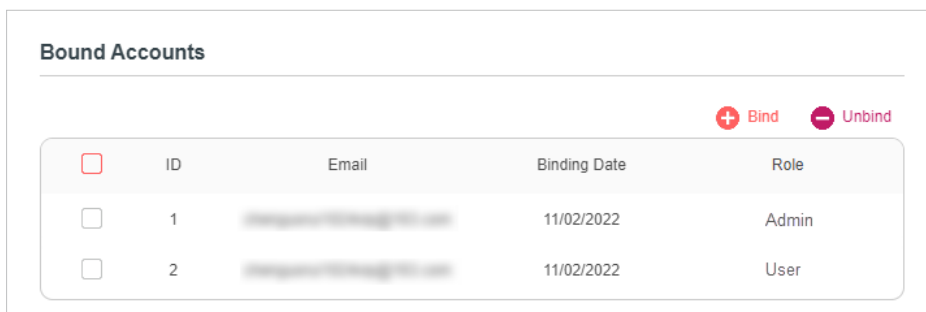 Bound Accounts
Bind Unbind
ID Email Binding Date Role
1 11/02/2022 Admin
2 11/02/2022 User